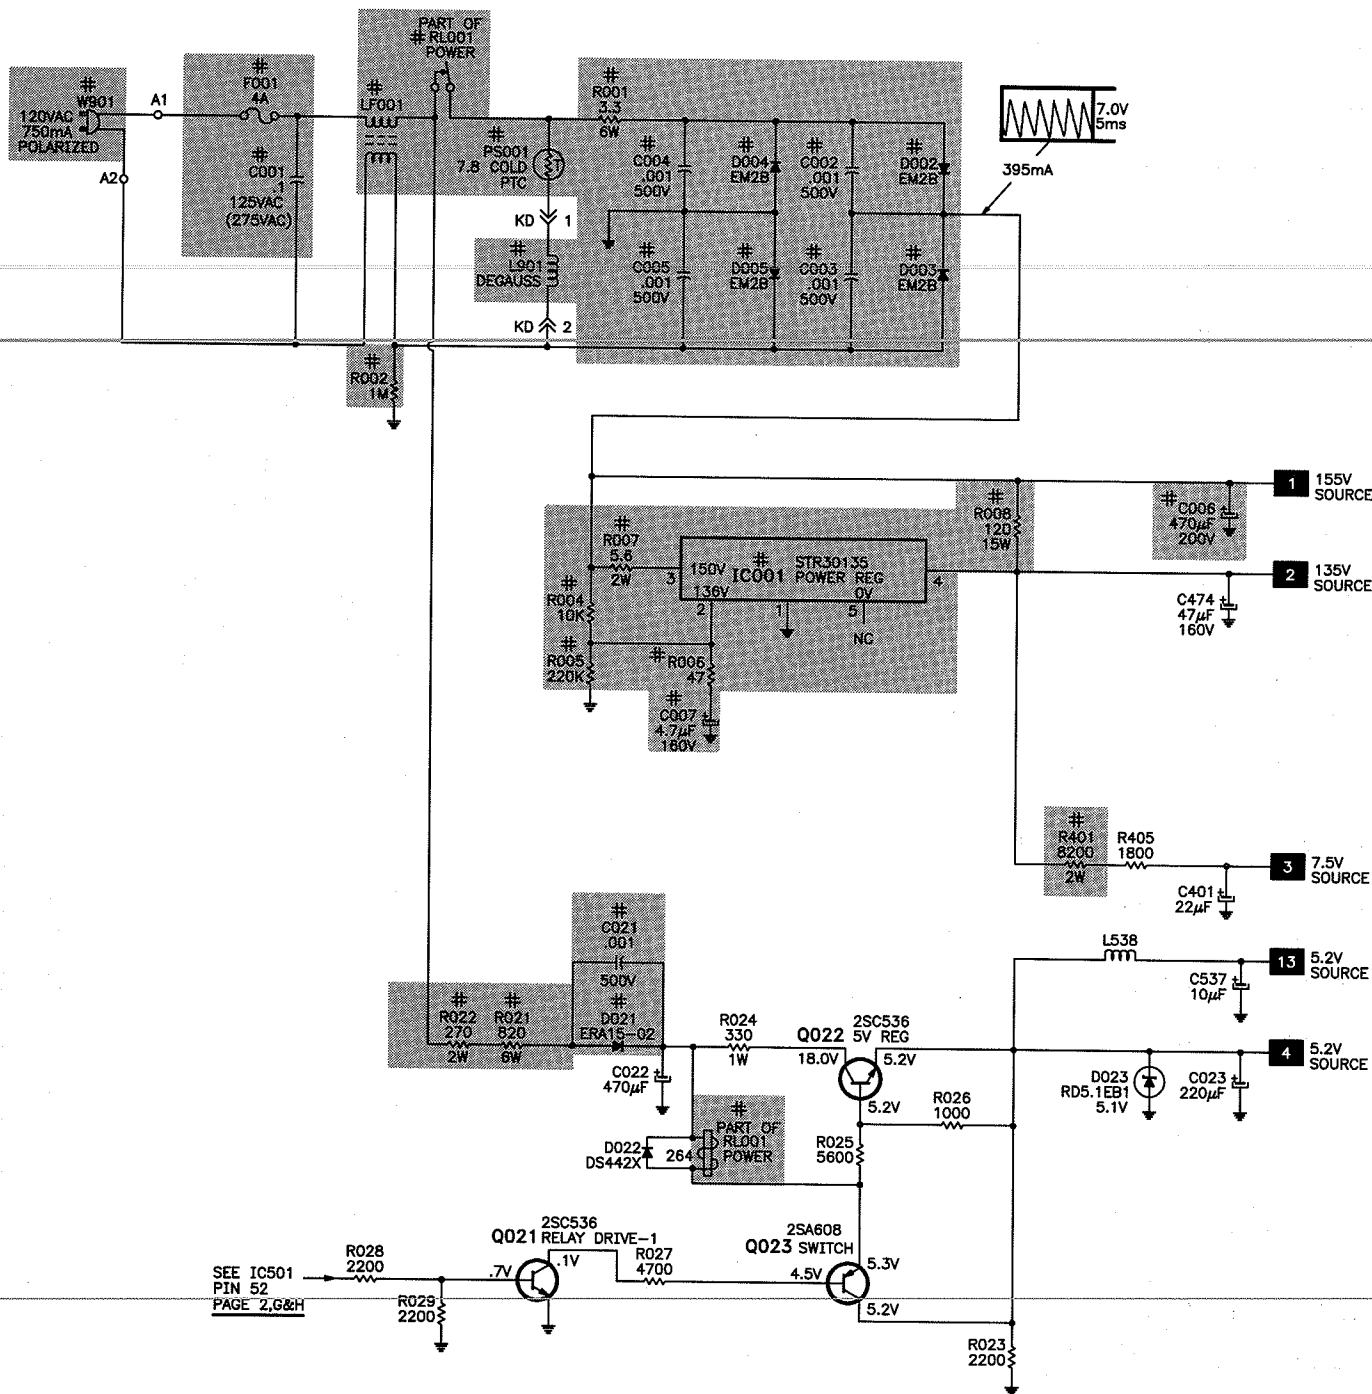 #
W901
120VAC
750mA
POLARIZED
A1
A2
#
F001
4A
#
C001
.1
125VAC
(275VAC)
#
LF001
PART OF
# RL001
POWER
#
PS001
7.8 COLD
PTC
T
KD 1
#
L901
DEGAUSS
KD 2
#
R002
1M
#
R001
3.3
6W
#
C004
.001
500V
#
D004
EM2B
#
C002
.001
500V
#
D002
EM2B
#
C005
.001
500V
#
D005
EM2B
#
C003
.001
500V
#
D003
EM2B
7.0V
5ms
395mA
1 155V
SOURCE
#
C006
470μF
200V
#
R008
120
15W
2 135V
SOURCE
C474
47μF
160V
#
R007
5.6
2W
#
IC001
STR30135
POWER REG
150V
136V
0V
3
2
1
5
4
NC
#
R004
10K
#
R005
220K
# R006
47
#
C007
4.7μF
160V
#
R401
8200
2W
R405
1800
3 7.5V
SOURCE
C401
22μF
L538
13 5.2V
SOURCE
C537
10μF
4 5.2V
SOURCE
#
C021
.001
500V
#
R022
270
2W
#
R021
820
6W
#
D021
ERA15-02
C022
470μF
R024
330
1W
Q022 2SC536
5V REG
18.0V
5.2V
5.2V
D023
RD5.1EB1
5.1V
C023
220μF
R026
1000
R025
5600
#
PART OF
RL001
POWER
264
D022
DS442X
Q021 2SC536
RELAY DRIVE-1
.7V
.1V
R027
4700
2SA608
Q023 SWITCH
4.5V
5.3V
5.2V
R028
2200
R029
2200
SEE IC501
PIN 52
PAGE 2,G&H
R023
2200